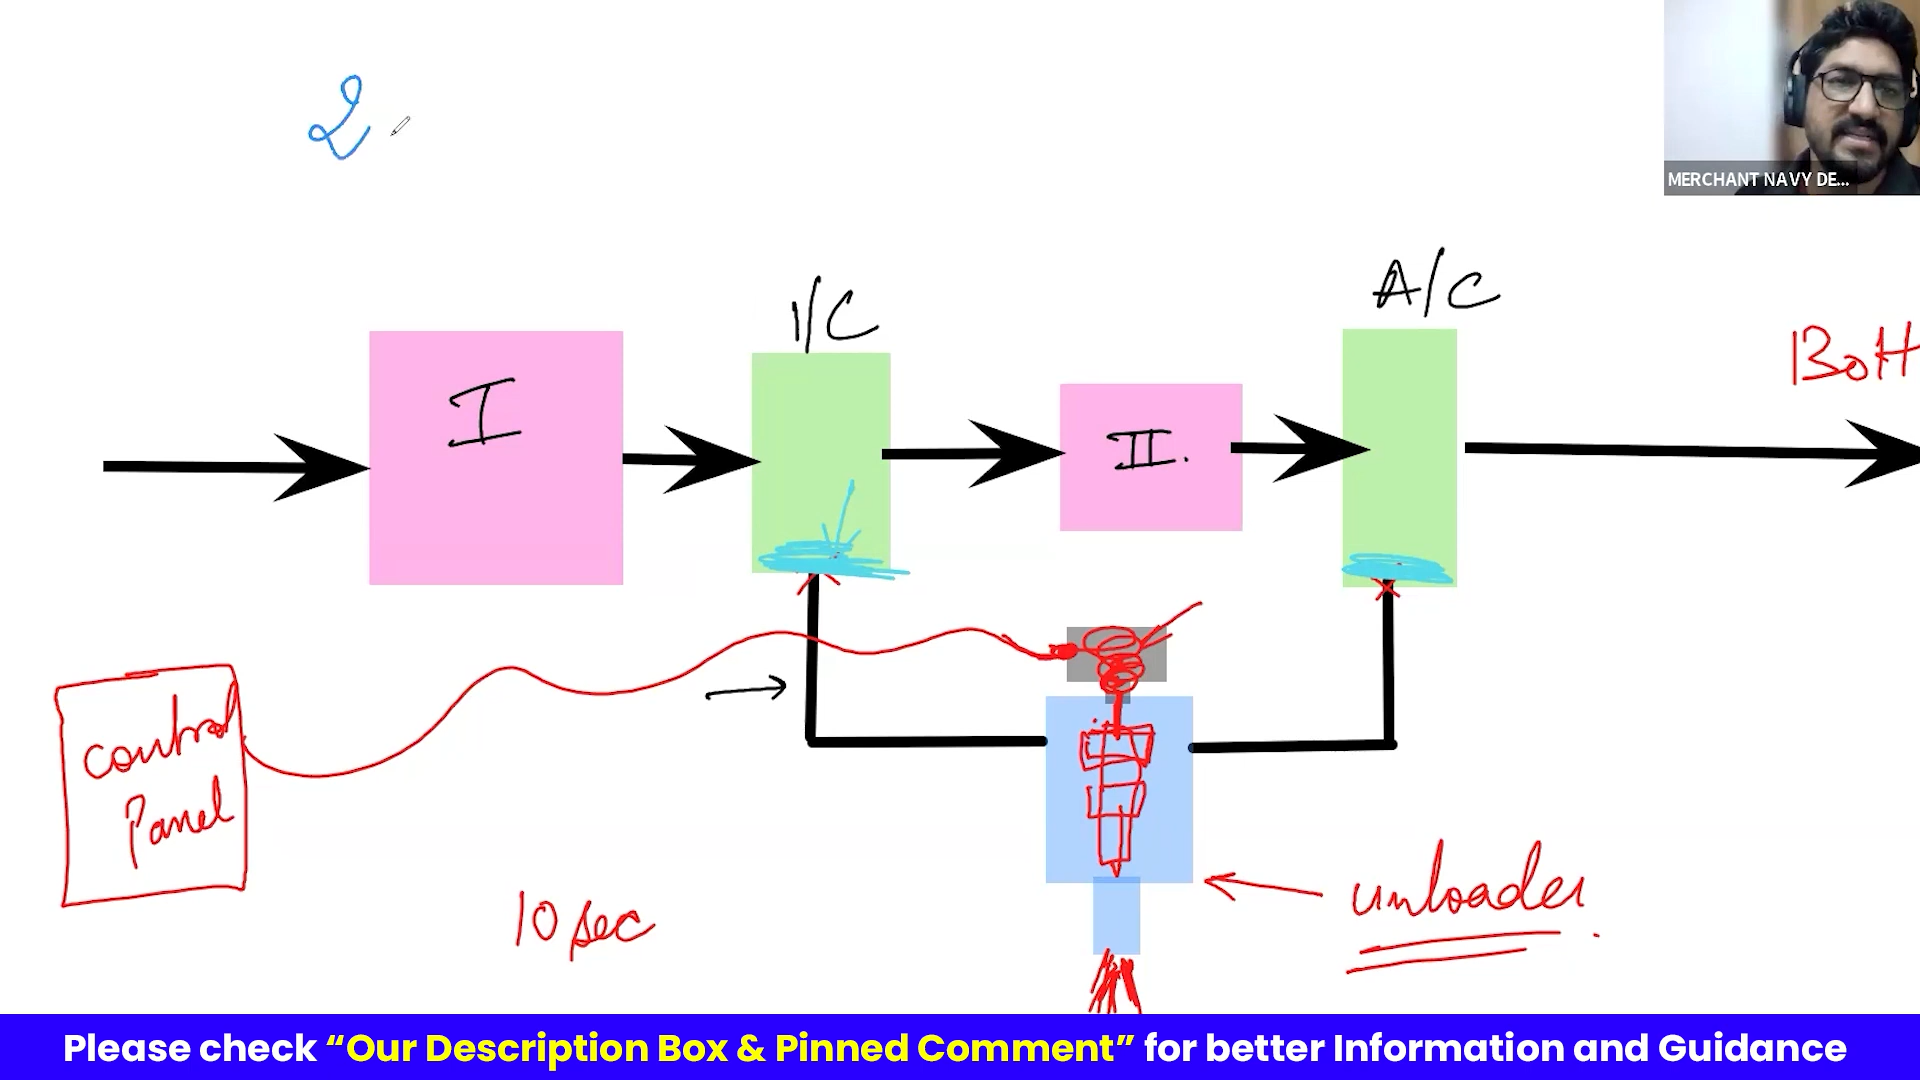 2
MERCHANT NAVY DE...
I/C
A/C
I
II.
BOtt
control
Panel
10 sec
unloader
Please check “Our Description Box & Pinned Comment” for better Information and Guidance